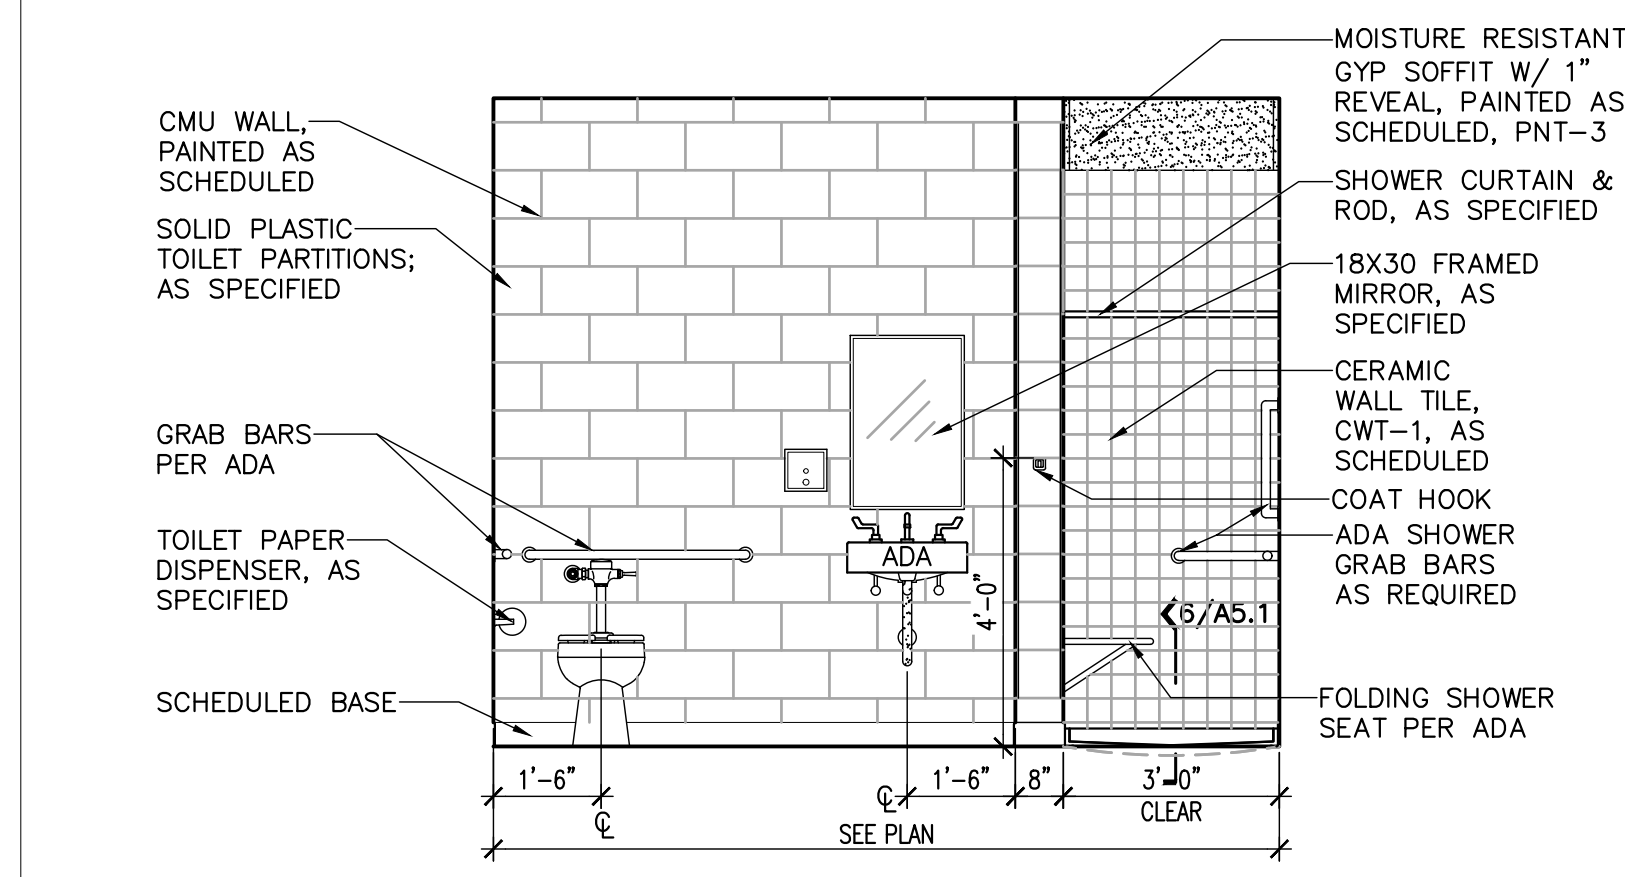 CMU WALL,
PAINTED AS
SCHEDULED
SOLID PLASTIC
TOILET PARTITIONS;
AS SPECIFIED
GRAB BARS
PER ADA
TOILET PAPER
DISPENSER, AS
SPECIFIED
SCHEDULED BASE
MOISTURE RESISTANT
GYP SOFFIT W/ 1"
REVEAL, PAINTED AS
SCHEDULED, PNT-3
SHOWER CURTAIN &
ROD, AS SPECIFIED
18X30 FRAMED
MIRROR, AS
SPECIFIED
CERAMIC
WALL TILE,
CWT-1, AS
SCHEDULED
COAT HOOK
ADA SHOWER
GRAB BARS
AS REQUIRED
FOLDING SHOWER
SEAT PER ADA
ADA
4'-0"
6/A5.1
1'-6"
℄
℄
1'-6"
8"
3'-0"
CLEAR
SEE PLAN